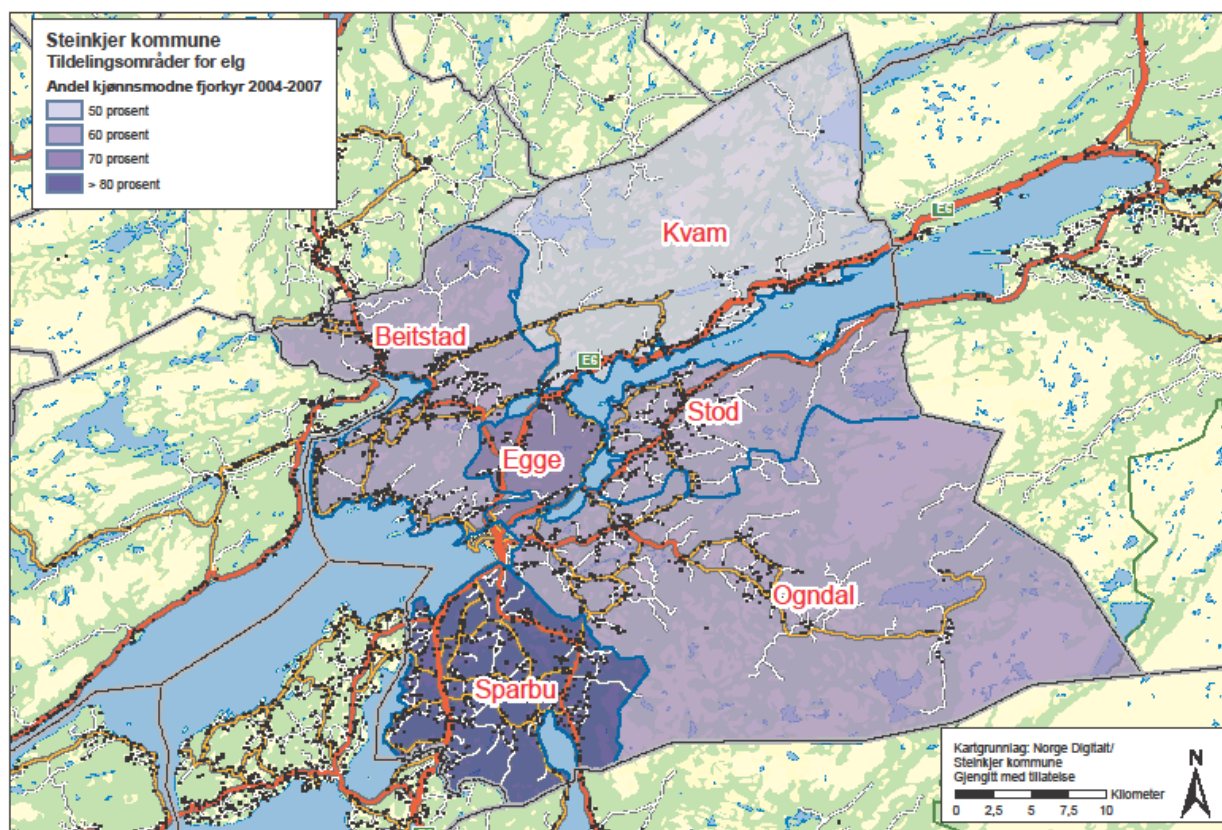 Steinkjer kommune
Tildelingsområder for elg
Andel kjønnsmodne fjorkyr 2004-2007
50 prosent
60 prosent
70 prosent
> 80 prosent
E6
Kvam
Beitstad
E6
Stod
Egge
Ogndal
Sparbu
Kartgrunnlag: Norge Digitalt/
Steinkjer kommune
Gjengitt med tillatelse
Kilometer
0 2,5 5 7,5 10
N